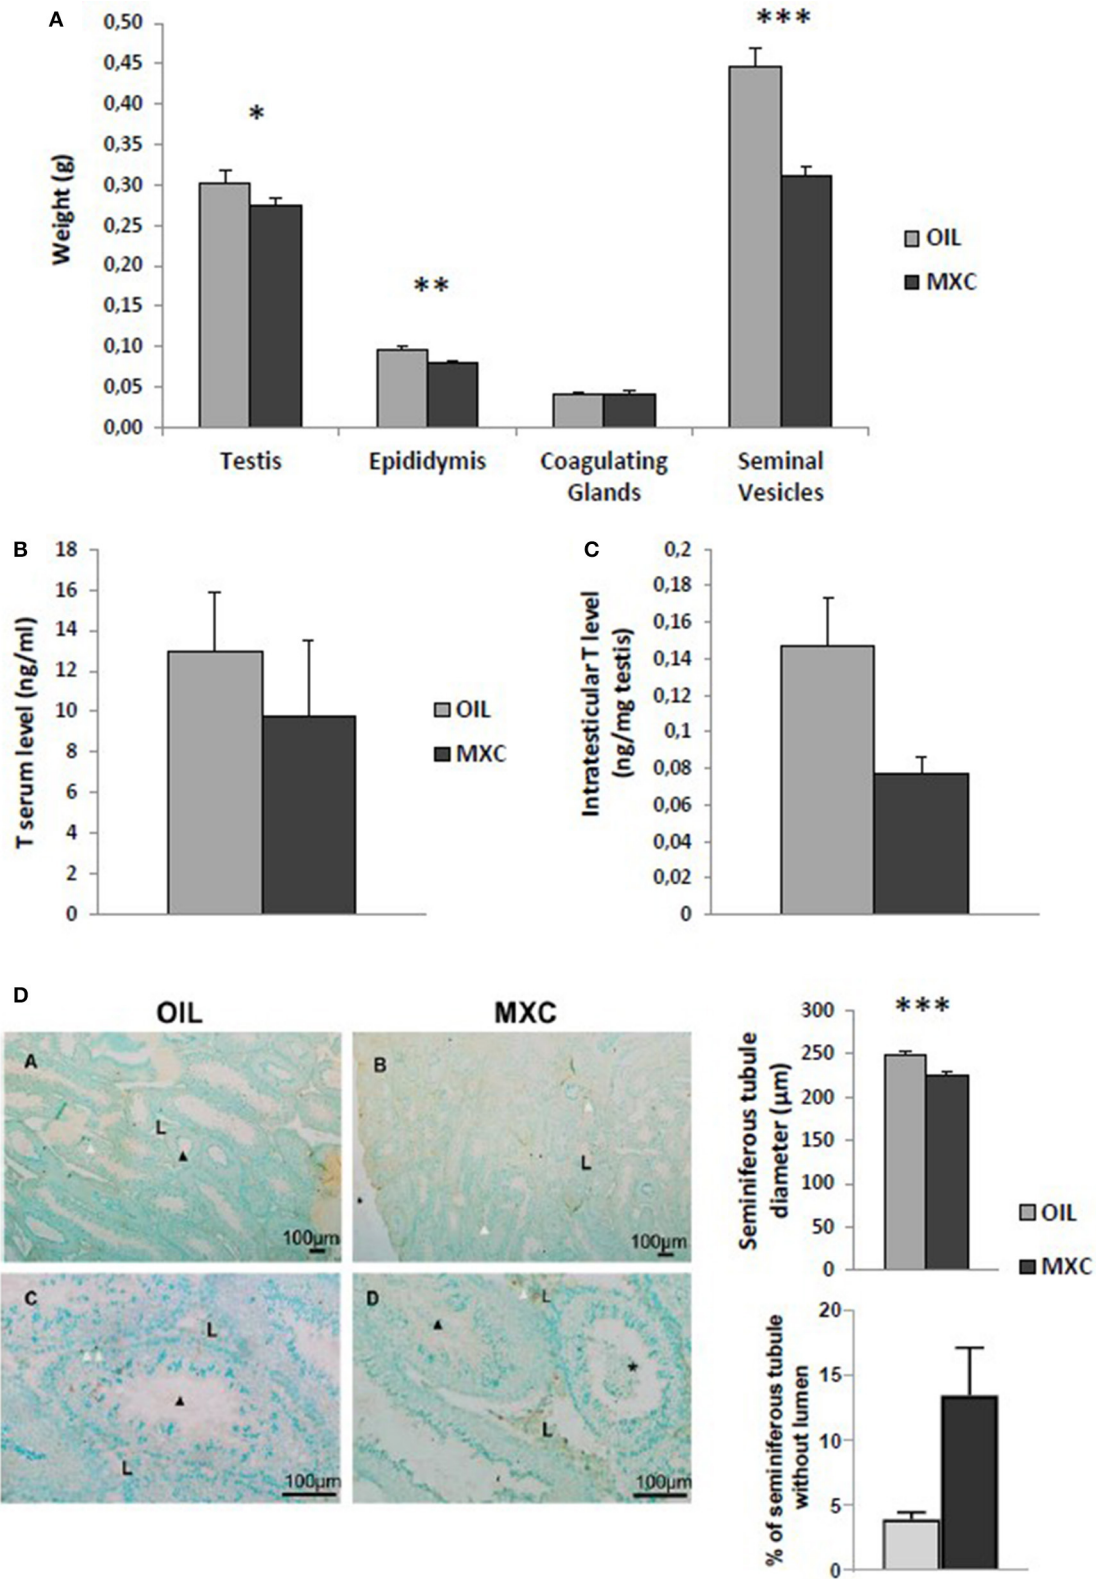 A
0,50
0,45
0,40
0,35
0,30
0,25
0,20
0,15
0,10
0,05
0,00
Weight (g)
*
**
***
Testis
Epididymis
Coagulating
Glands
Seminal
Vesicles
OIL
MXC
B
18
16
14
12
10
8
6
4
2
0
T serum level (ng/ml)
OIL
MXC
C
0,2
0,18
0,16
0,14
0,12
0,1
0,08
0,06
0,04
0,02
0
Intratesticular T level
(ng/mg testis)
D
OIL
MXC
A
L
100µm
B
L
*
100µm
C
L
L
100µm
D
L
*
L
100µm
***
300
250
200
150
100
50
0
Seminiferous tubule
diameter (µm)
OIL
MXC
20
15
10
5
0
% of seminiferous tubule
without lumen